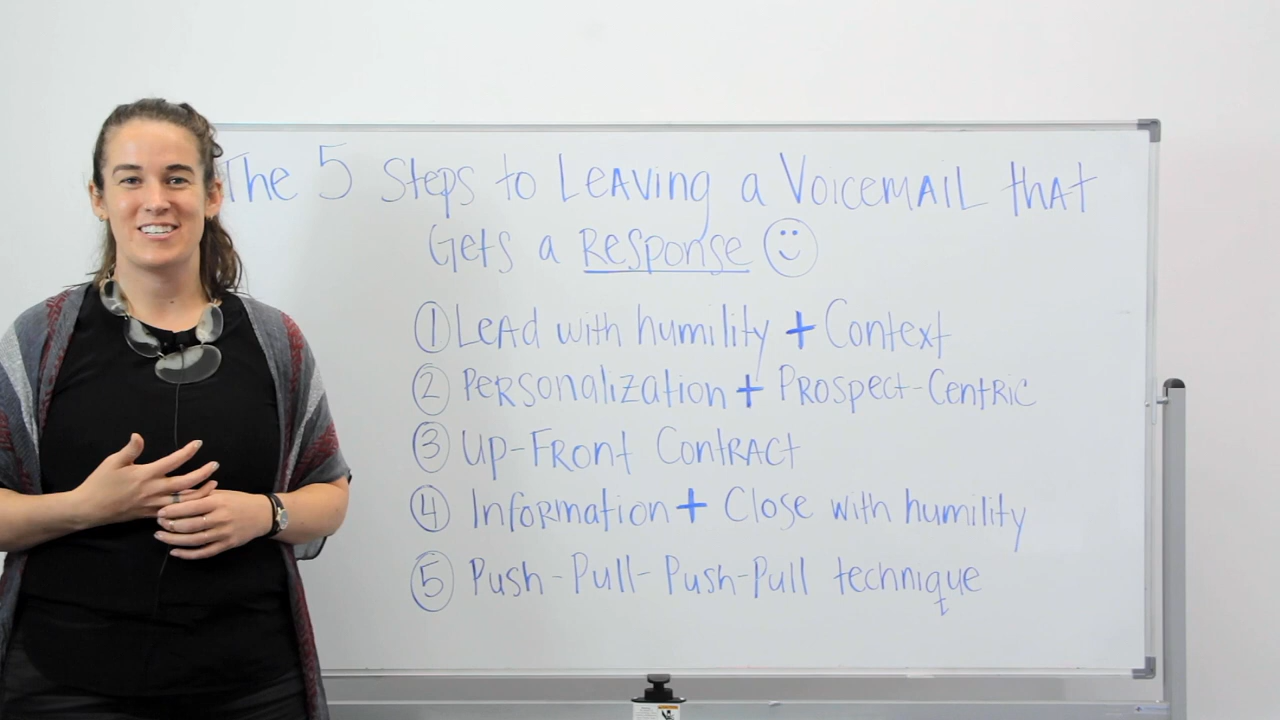 The 5 Steps to Leaving a Voicemail that
Gets a Response
① Lead with humility + Context
② Personalization + Prospect-Centric
③ Up-Front Contract
④ Information + Close with humility
⑤ Push-Pull-Push-Pull technique